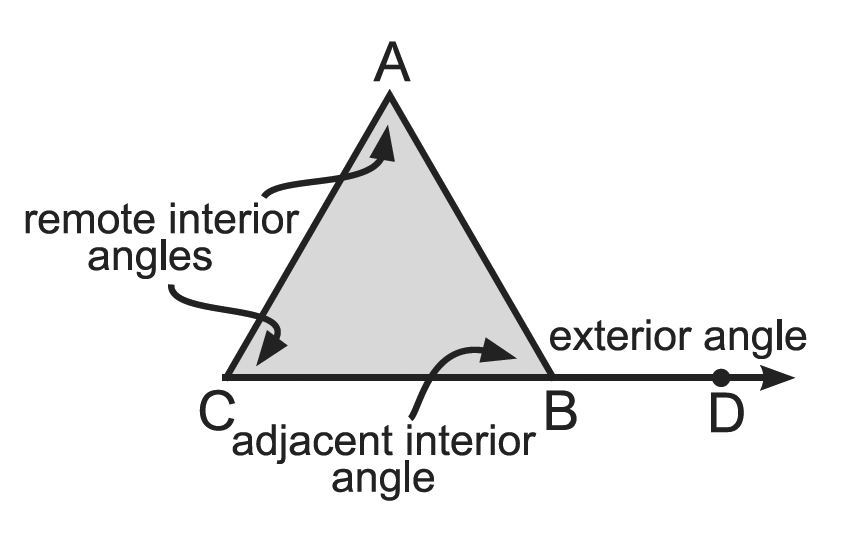 A
remote interior
angles
exterior angle
C
B
D
adjacent interior
angle